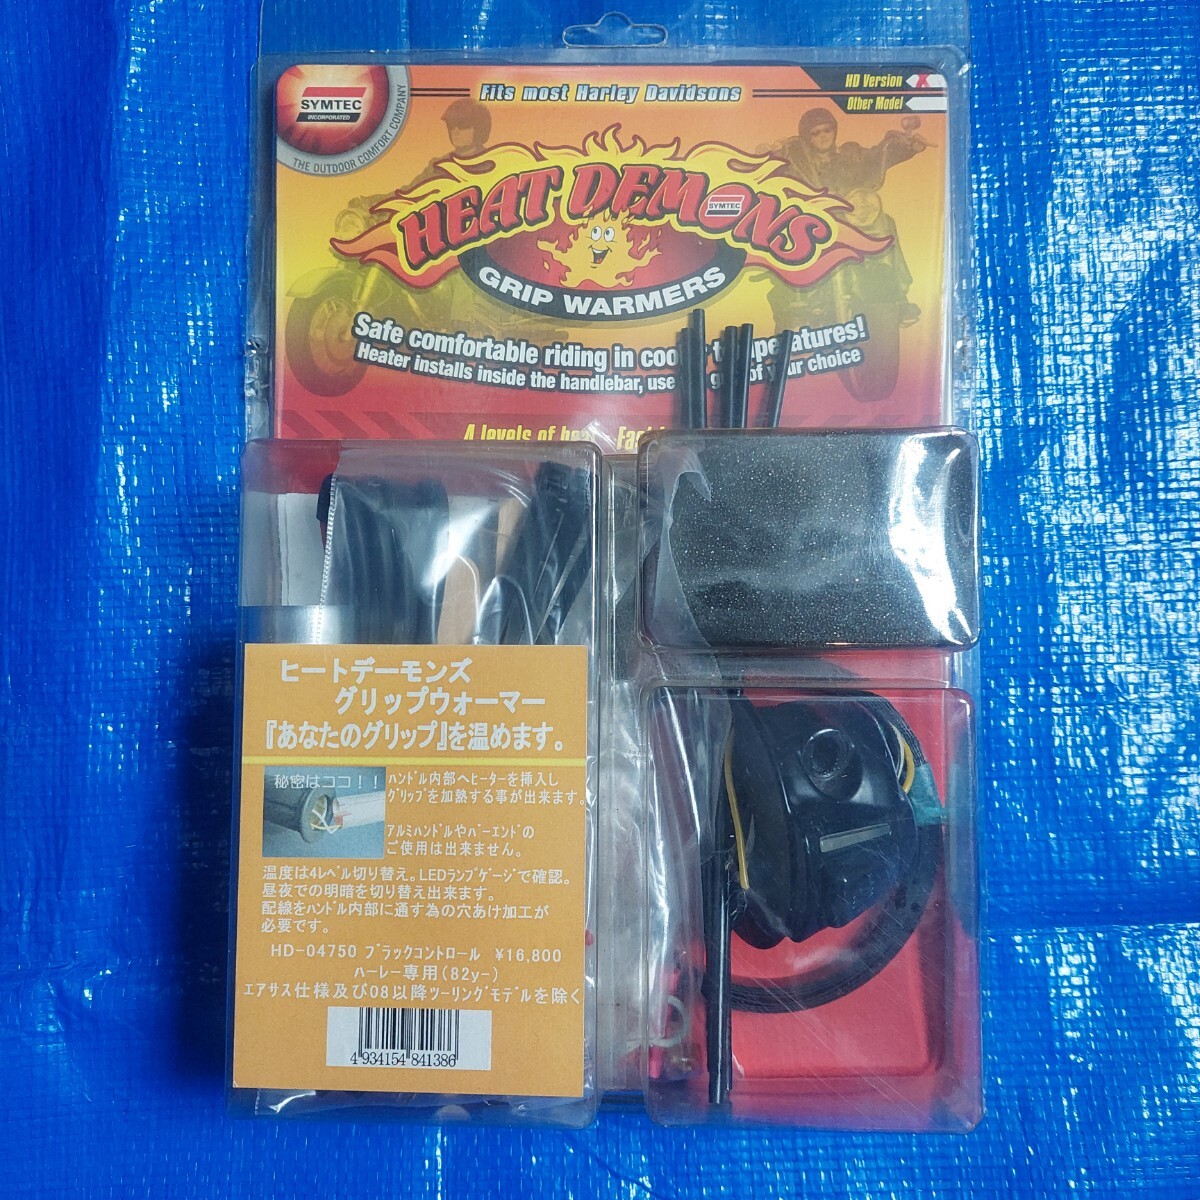 Fits most Harley Davidsons
HD Version
Other Model
SYMTEC
INCORPORATED
THE OUTDOOR COMFORT COMPANY
HEAT DEMONS
SYMTEC
GRIP WARMERS
Safe comfortable riding in temperatures!
Heater installs inside the handlebar, use of your choice
4 levels of
ヒートデーモンズ
グリップウォーマー
『あなたのグリップ』を温めます。
秘密はココ！！
ﾊﾝﾄﾞﾙ内部へﾋｰﾀｰを挿入し
ｸﾞﾘｯﾌﾟを加熱する事が出来ます。
ｱﾙﾐﾊﾝﾄﾞﾙやﾊﾞｰｴﾝﾄﾞの
ご使用は出来ません。
温度は4ﾚﾍﾞﾙ切り替え。LEDﾗﾝﾌﾟｹﾞｰｼﾞで確認。
昼夜での明暗を切り替え出来ます。
配線をﾊﾝﾄﾞﾙ内部に通す為の穴あけ加工が
必要です。
HD-04750 ﾌﾞﾗｯｸｺﾝﾄﾛｰﾙ ¥16,800
ﾊｰﾚｰ専用(82y-)
ｴｱｻｽ仕様及び08以降ﾂｰﾘﾝｸﾞﾓﾃﾞﾙを除く
4 934154 841386